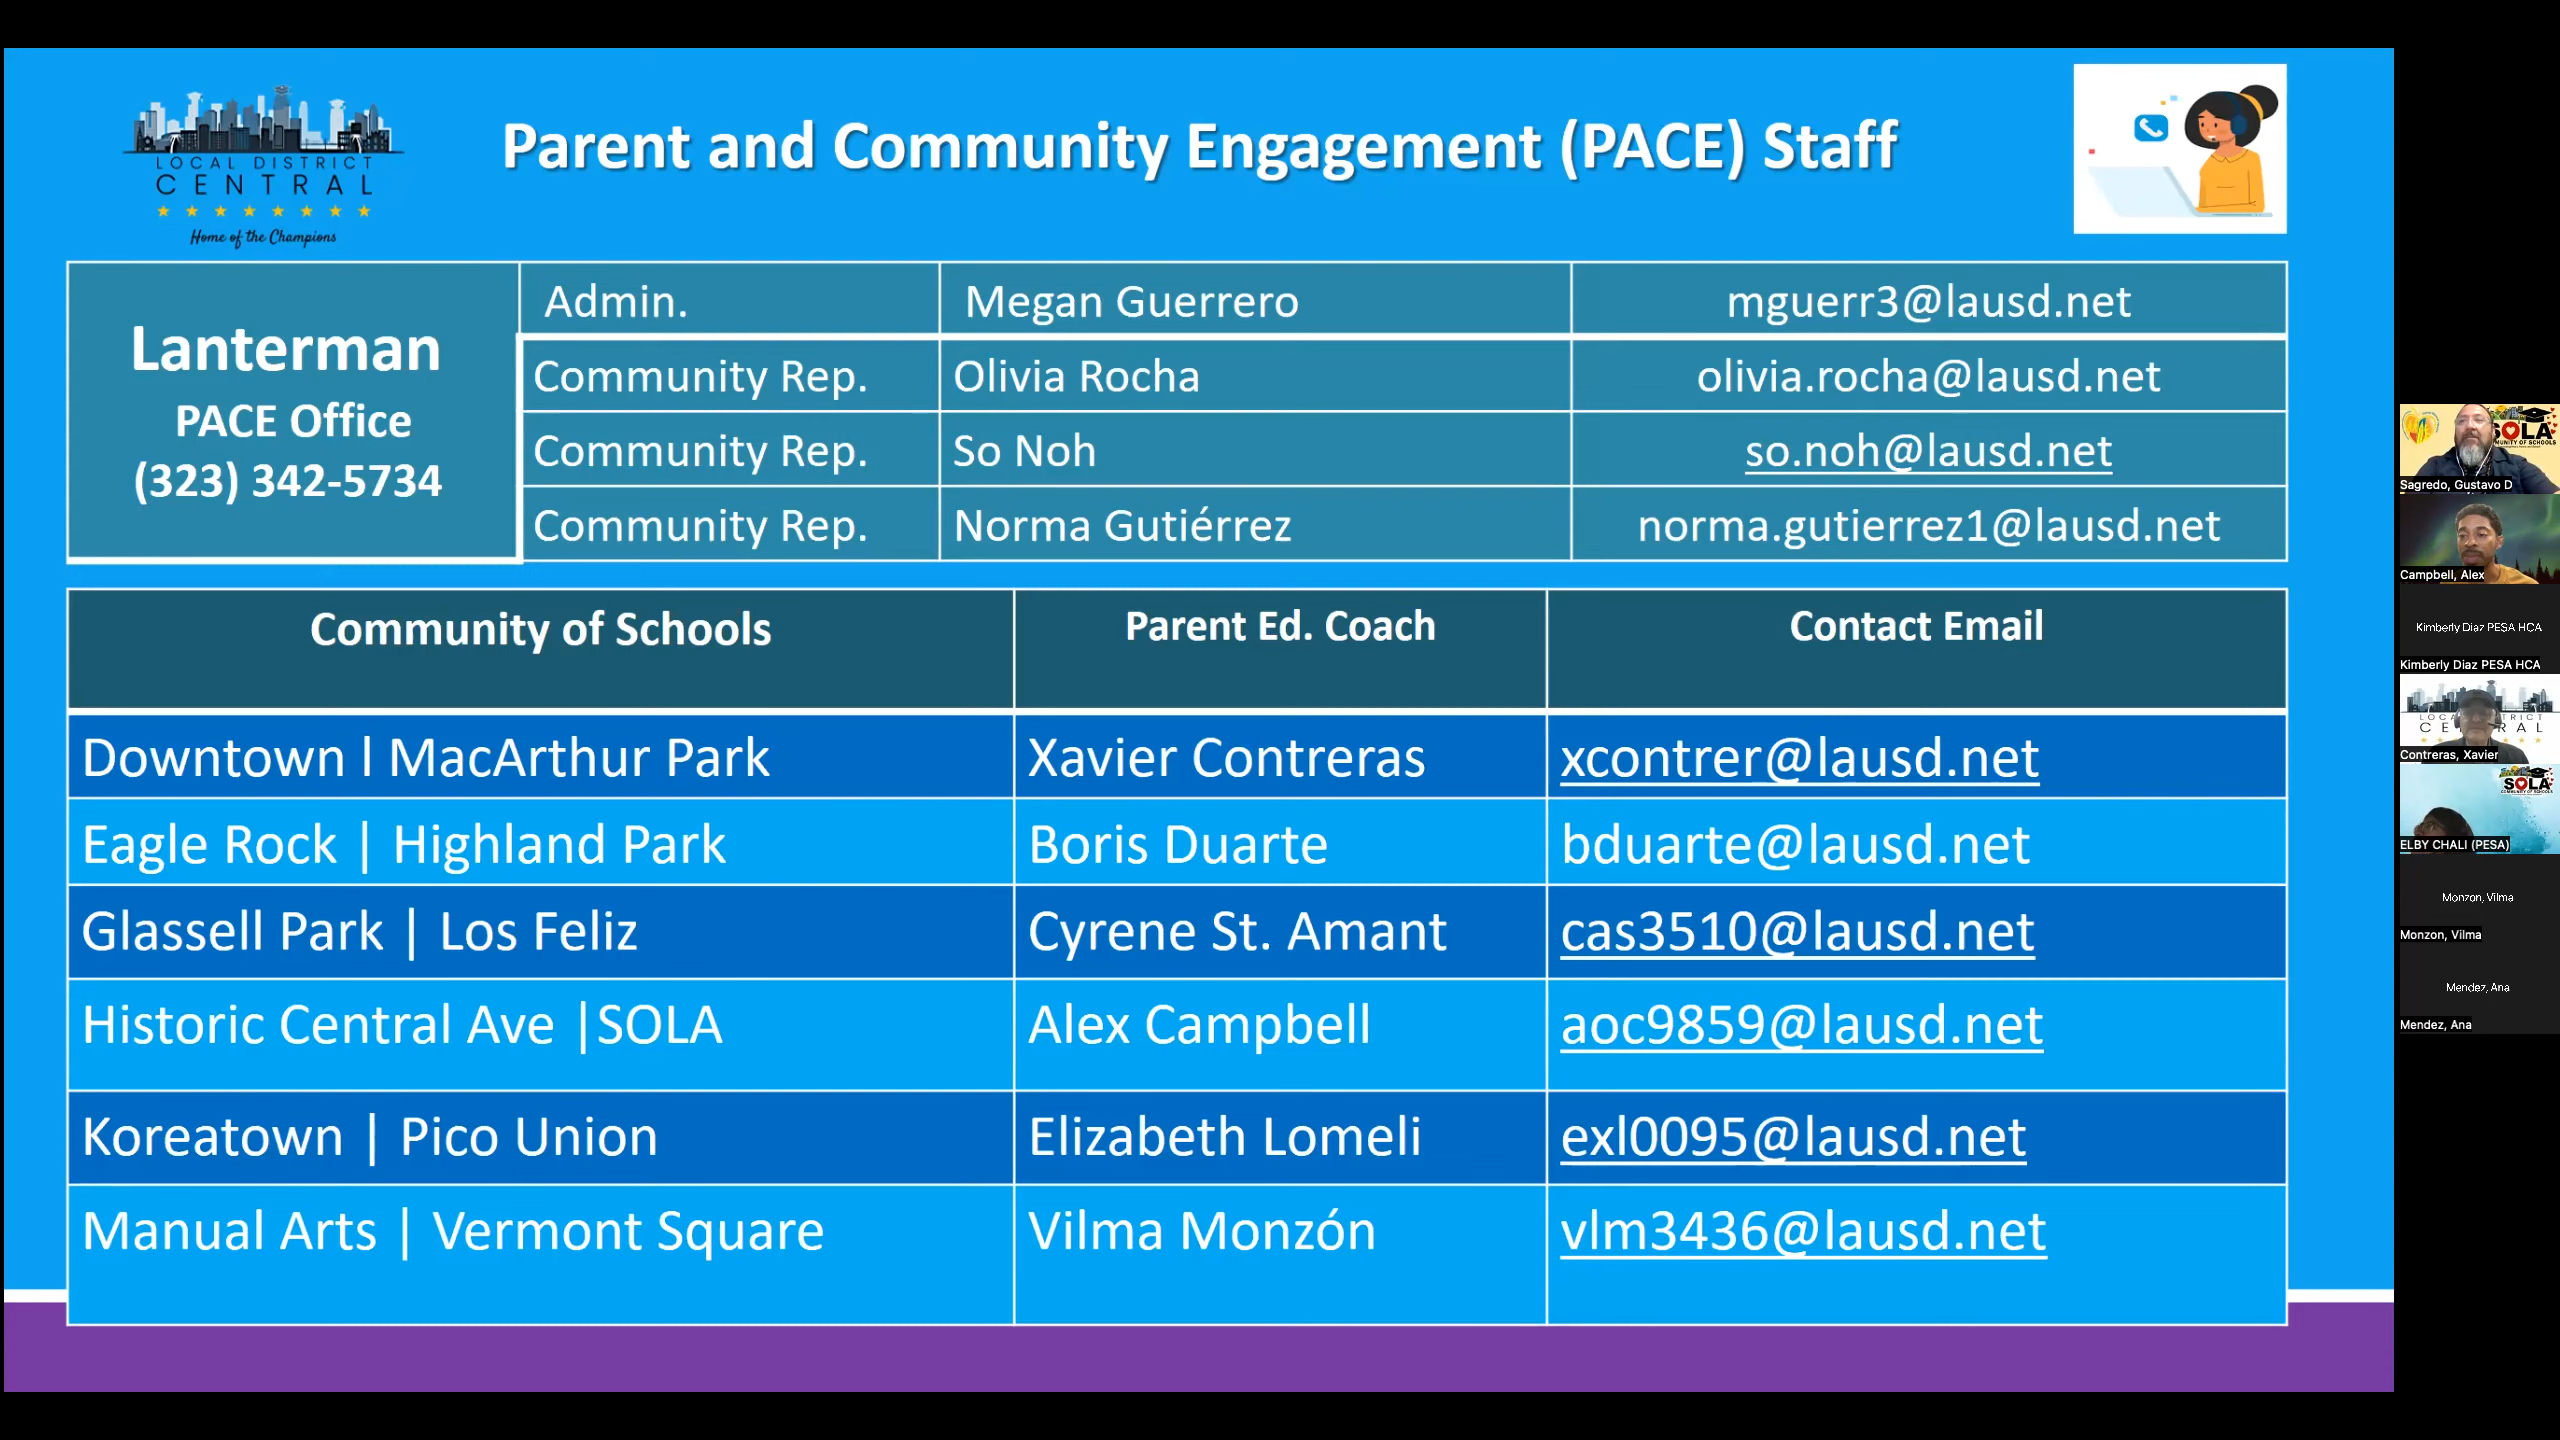 LOCAL DISTRICT
CENTRAL
Home of the Champions
Parent and Community Engagement (PACE) Staff
Lanterman
PACE Office
(323) 342-5734
Admin. Megan Guerrero mguerr3@lausd.net
Community Rep. Olivia Rocha olivia.rocha@lausd.net
Community Rep. So Noh so.noh@lausd.net
Community Rep. Norma Gutiérrez norma.gutierrez1@lausd.net
Community of Schools Parent Ed. Coach Contact Email
Downtown l MacArthur Park Xavier Contreras xcontrer@lausd.net
Eagle Rock | Highland Park Boris Duarte bduarte@lausd.net
Glassell Park | Los Feliz Cyrene St. Amant cas3510@lausd.net
Historic Central Ave |SOLA Alex Campbell aoc9859@lausd.net
Koreatown | Pico Union Elizabeth Lomeli exl0095@lausd.net
Manual Arts | Vermont Square Vilma Monzón vlm3436@lausd.net
SOLA
Sagredo, Gustavo D
Campbell, Alex
Kimberly Diaz PESA HCA
Kimberly Diaz PESA HCA
Contreras, Xavier
SOLA
ELBY CHALI (PESA)
Monzon, Vilma
Monzon, Vilma
Mendez, Ana
Mendez, Ana